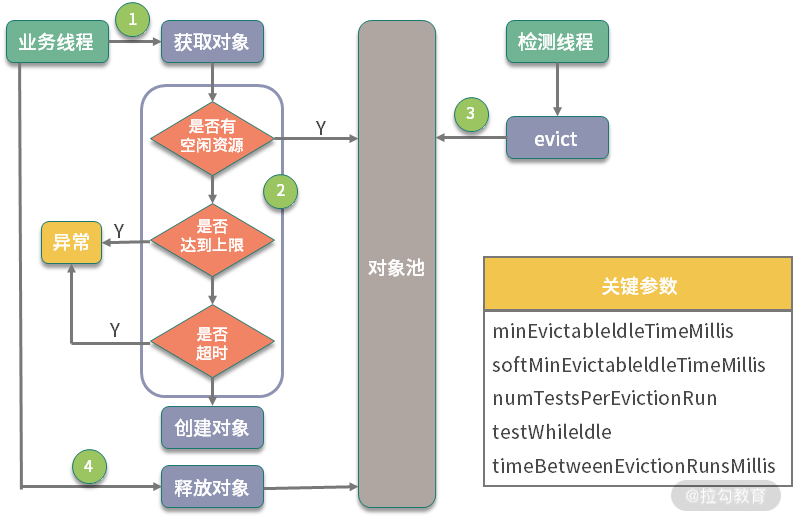 1
业务线程
获取对象
检测线程
是否有
空闲资源
Y
3
evict
2
是否
达到上限
Y
异常
对象池
是否
超时
Y
创建对象
4
释放对象
关键参数
minEvictableIdleTimeMillis
softMinEvictableIdleTimeMillis
numTestsPerEvictionRun
testWhileIdle
timeBetweenEvictionRunsMillis
@拉勾教育